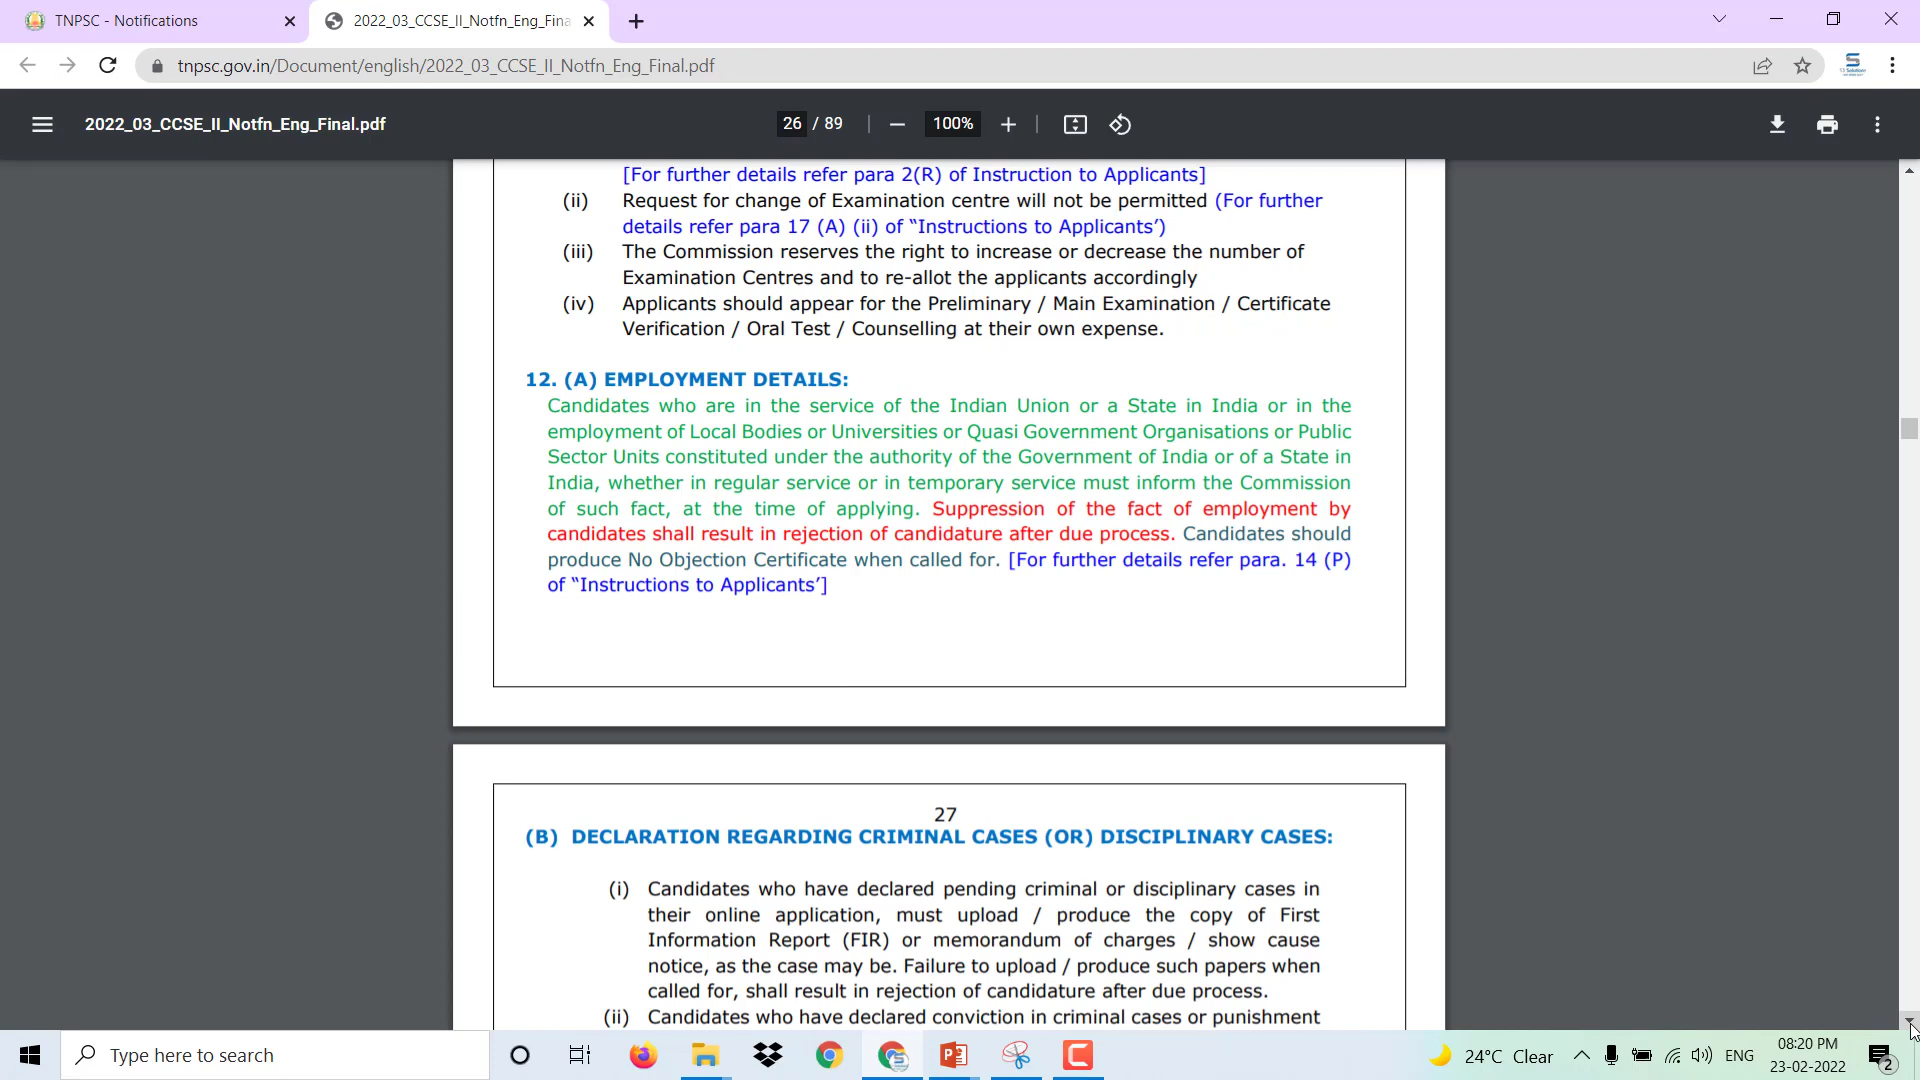 TNPSC - Notifications
2022_03_CCSE_II_Notfn_Eng_Fina
tnpsc.gov.in/Document/english/2022_03_CCSE_II_Notfn_Eng_Final.pdf
2022_03_CCSE_II_Notfn_Eng_Final.pdf
26 / 89
100%
[For further details refer para 2(R) of Instruction to Applicants]
(ii) Request for change of Examination centre will not be permitted (For further
details refer para 17 (A) (ii) of “Instructions to Applicants’)
(iii) The Commission reserves the right to increase or decrease the number of
Examination Centres and to re-allot the applicants accordingly
(iv) Applicants should appear for the Preliminary / Main Examination / Certificate
Verification / Oral Test / Counselling at their own expense.
12. (A) EMPLOYMENT DETAILS:
Candidates who are in the service of the Indian Union or a State in India or in the
employment of Local Bodies or Universities or Quasi Government Organisations or Public
Sector Units constituted under the authority of the Government of India or of a State in
India, whether in regular service or in temporary service must inform the Commission
of such fact, at the time of applying. Suppression of the fact of employment by
candidates shall result in rejection of candidature after due process. Candidates should
produce No Objection Certificate when called for. [For further details refer para. 14 (P)
of “Instructions to Applicants’]
27
(B) DECLARATION REGARDING CRIMINAL CASES (OR) DISCIPLINARY CASES:
(i) Candidates who have declared pending criminal or disciplinary cases in
their online application, must upload / produce the copy of First
Information Report (FIR) or memorandum of charges / show cause
notice, as the case may be. Failure to upload / produce such papers when
called for, shall result in rejection of candidature after due process.
(ii) Candidates who have declared conviction in criminal cases or punishment
Type here to search
24°C Clear
ENG
08:20 PM
23-02-2022
2